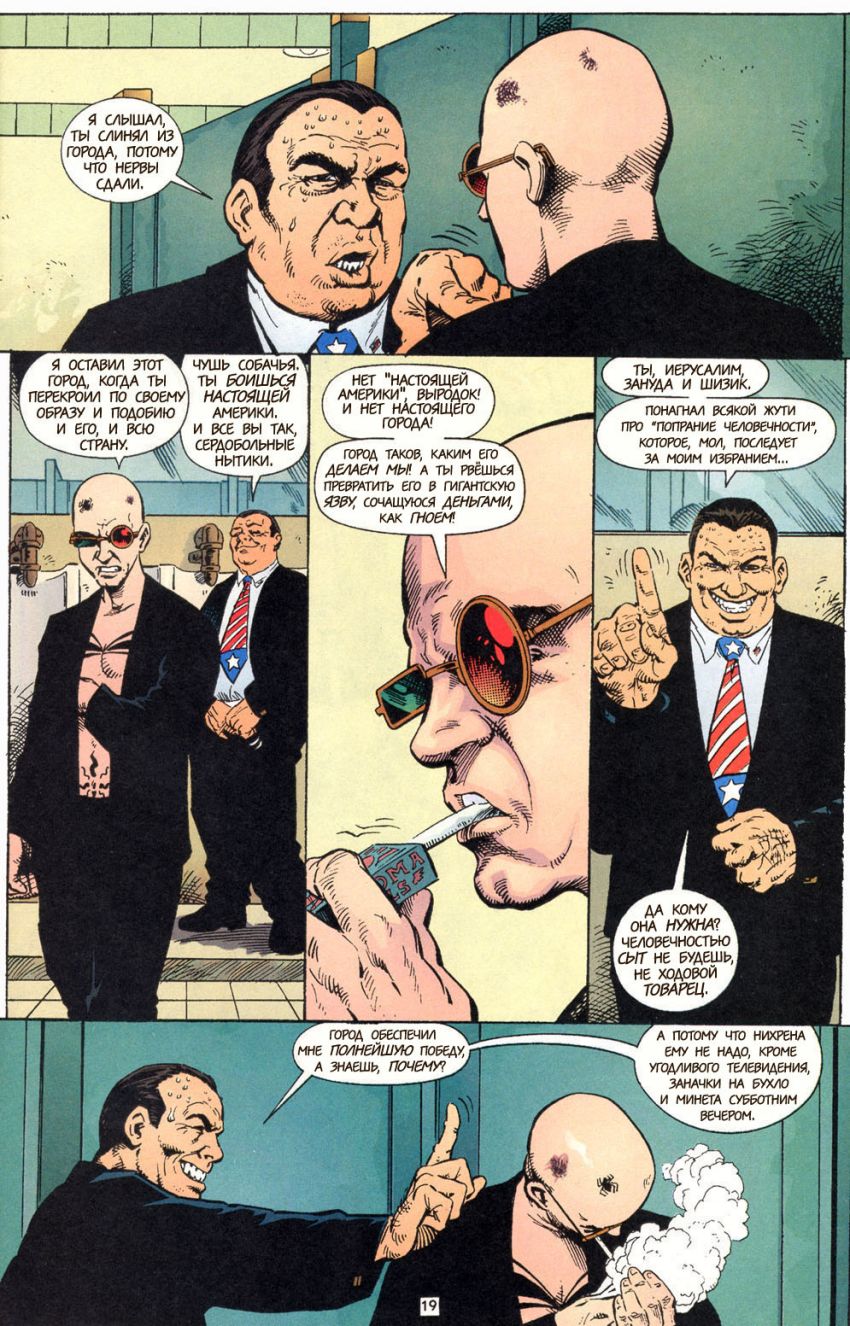 Я СЛЫШАЛ,
ТЫ СЛИНЯЛ ИЗ
ГОРОДА, ПОТОМУ
ЧТО НЕРВЫ
СДАЛИ.
Я ОСТАВИЛ ЭТОТ
ГОРОД, КОГДА ТЫ
ПЕРЕКРОИЛ ПО СВОЕМУ
ОБРАЗУ И ПОДОБИЮ
И ЕГО, И ВСЮ
СТРАНУ.
ЧУШЬ СОБАЧЬЯ.
ТЫ БОИШЬСЯ
НАСТОЯЩЕЙ
АМЕРИКИ.
И ВСЕ ВЫ ТАК,
СЕРДОБОЛЬНЫЕ
НЫТИКИ.
НЕТ "НАСТОЯЩЕЙ
АМЕРИКИ", ВЫРОДОК!
И НЕТ НАСТОЯЩЕГО
ГОРОДА!
ГОРОД ТАКОВ, КАКИМ ЕГО
ДЕЛАЕМ МЫ! А ТЫ РВЁШЬСЯ
ПРЕВРАТИТЬ ЕГО В ГИГАНТСКУЮ
ЯЗВУ, СОЧАЩУЮСЯ ДЕНЬГАМИ,
КАК ГНОЕМ!
ТЫ, ИЕРУСАЛИМ,
ЗАНУДА И ШИЗИК.
ПОНАГНАЛ ВСЯКОЙ ЖУТИ
ПРО "ПОПРАНИЕ ЧЕЛОВЕЧНОСТИ",
КОТОРОЕ, МОЛ, ПОСЛЕДУЕТ
ЗА МОИМ ИЗБРАНИЕМ...
ДА КОМУ
ОНА НУЖНА?
ЧЕЛОВЕЧНОСТЬЮ
СЫТ НЕ БУДЕШЬ,
НЕ ХОДОВОЙ
ТОВАРЕЦ.
ГОРОД ОБЕСПЕЧИЛ
МНЕ ПОЛНЕЙШУЮ ПОБЕДУ,
А ЗНАЕШЬ, ПОЧЕМУ?
А ПОТОМУ ЧТО НИХРЕНА
ЕМУ НЕ НАДО, КРОМЕ
УГОДЛИВОГО ТЕЛЕВИДЕНИЯ,
ЗАНАЧКИ НА БУХЛО
И МИНЕТА СУББОТНИМ
ВЕЧЕРОМ.
19